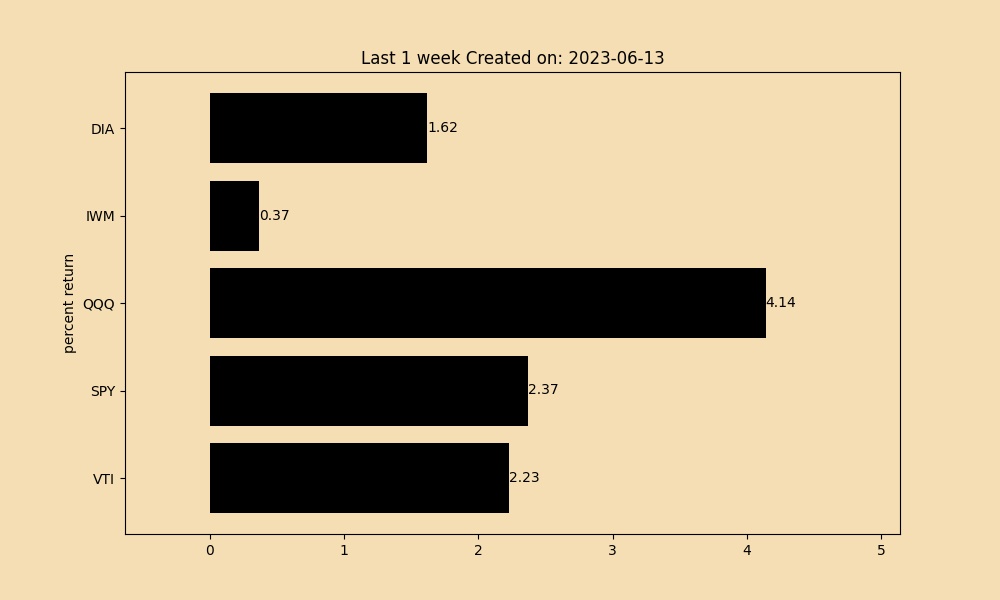 Last 1 week Created on: 2023-06-13
percent return
DIA
1.62
IWM
0.37
QQQ
4.14
SPY
2.37
VTI
2.23
0 1 2 3 4 5